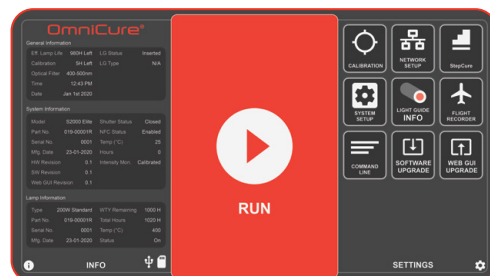 OmniCure®
General Information
Eff. Lamp Life 960H Left LG Status Inserted
Calibration 5H Left LG Type N/A
Optical Filter 400-500nm
Time 12:43 PM
Date Jan 1st 2020
System Information
Model S2000 Elite Shutter Status Closed
Part No. 019-00001R NFC Status Enabled
Serial No. 0001 Temp (°C) 25
Mfg. Date 23-01-2020 Hours 0
HW Revision 0.1 Intensity Mon. Calibrated
SW Revision 0.1
Web GUI Revision 0.1
Lamp Information
Type 200W Standard WTY Remaining 1000 H
Part No. 019-00001R Total Hours 1020 H
Serial No. 0001 Temp (°C) 400
Mfg. Date 23-01-2020 Status On
INFO
RUN
CALIBRATION
NETWORK
SETUP
StepCure
SYSTEM
SETUP
LIGHT GUIDE
INFO
FLIGHT
RECORDER
COMMAND
LINE
SOFTWARE
UPGRADE
WEB GUI
UPGRADE
SETTINGS